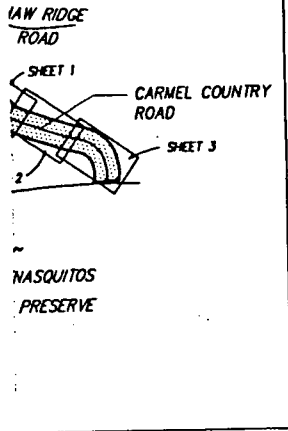 IAW RIDGE
ROAD
SHEET 1
CARMEL COUNTRY
ROAD
SHEET 3
2
~
NASQUITOS
PRESERVE